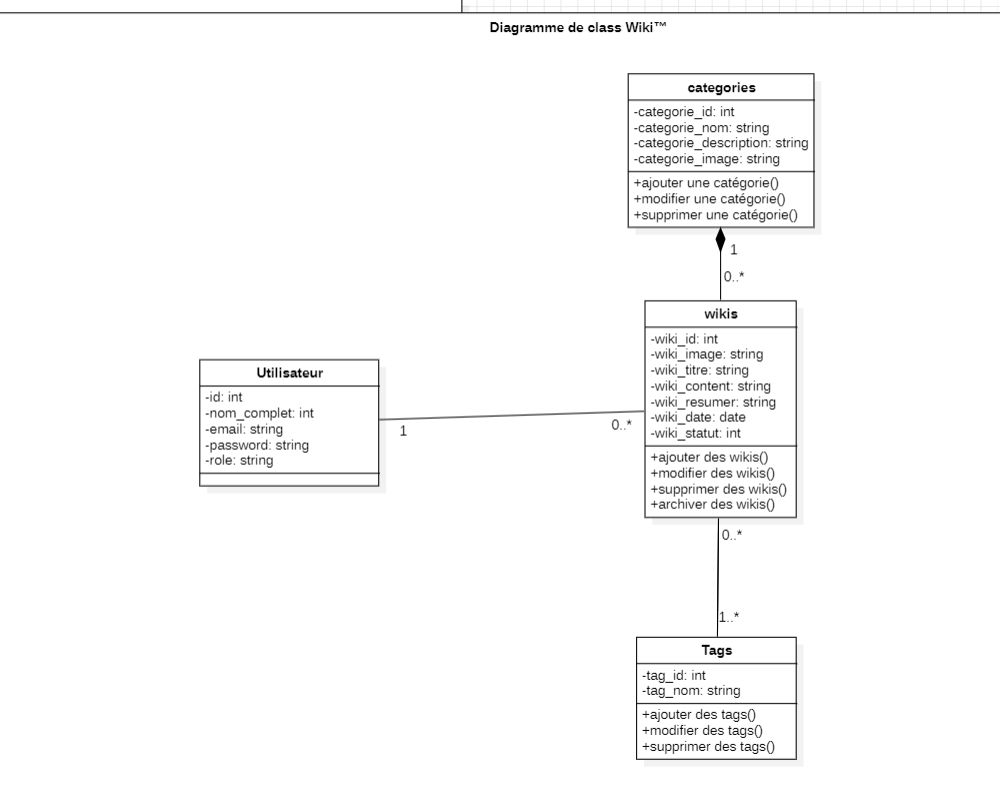 Diagramme de class Wiki™
categories
-categorie_id: int
-categorie_nom: string
-categorie_description: string
-categorie_image: string
+ajouter une catégorie()
+modifier une catégorie()
+supprimer une catégorie()
1
0..*
wikis
-wiki_id: int
-wiki_image: string
-wiki_titre: string
-wiki_content: string
-wiki_resumer: string
-wiki_date: date
-wiki_statut: int
+ajouter des wikis()
+modifier des wikis()
+supprimer des wikis()
+archiver des wikis()
Utilisateur
-id: int
-nom_complet: int
-email: string
-password: string
-role: string
1
0..*
0..*
1..*
Tags
-tag_id: int
-tag_nom: string
+ajouter des tags()
+modifier des tags()
+supprimer des tags()